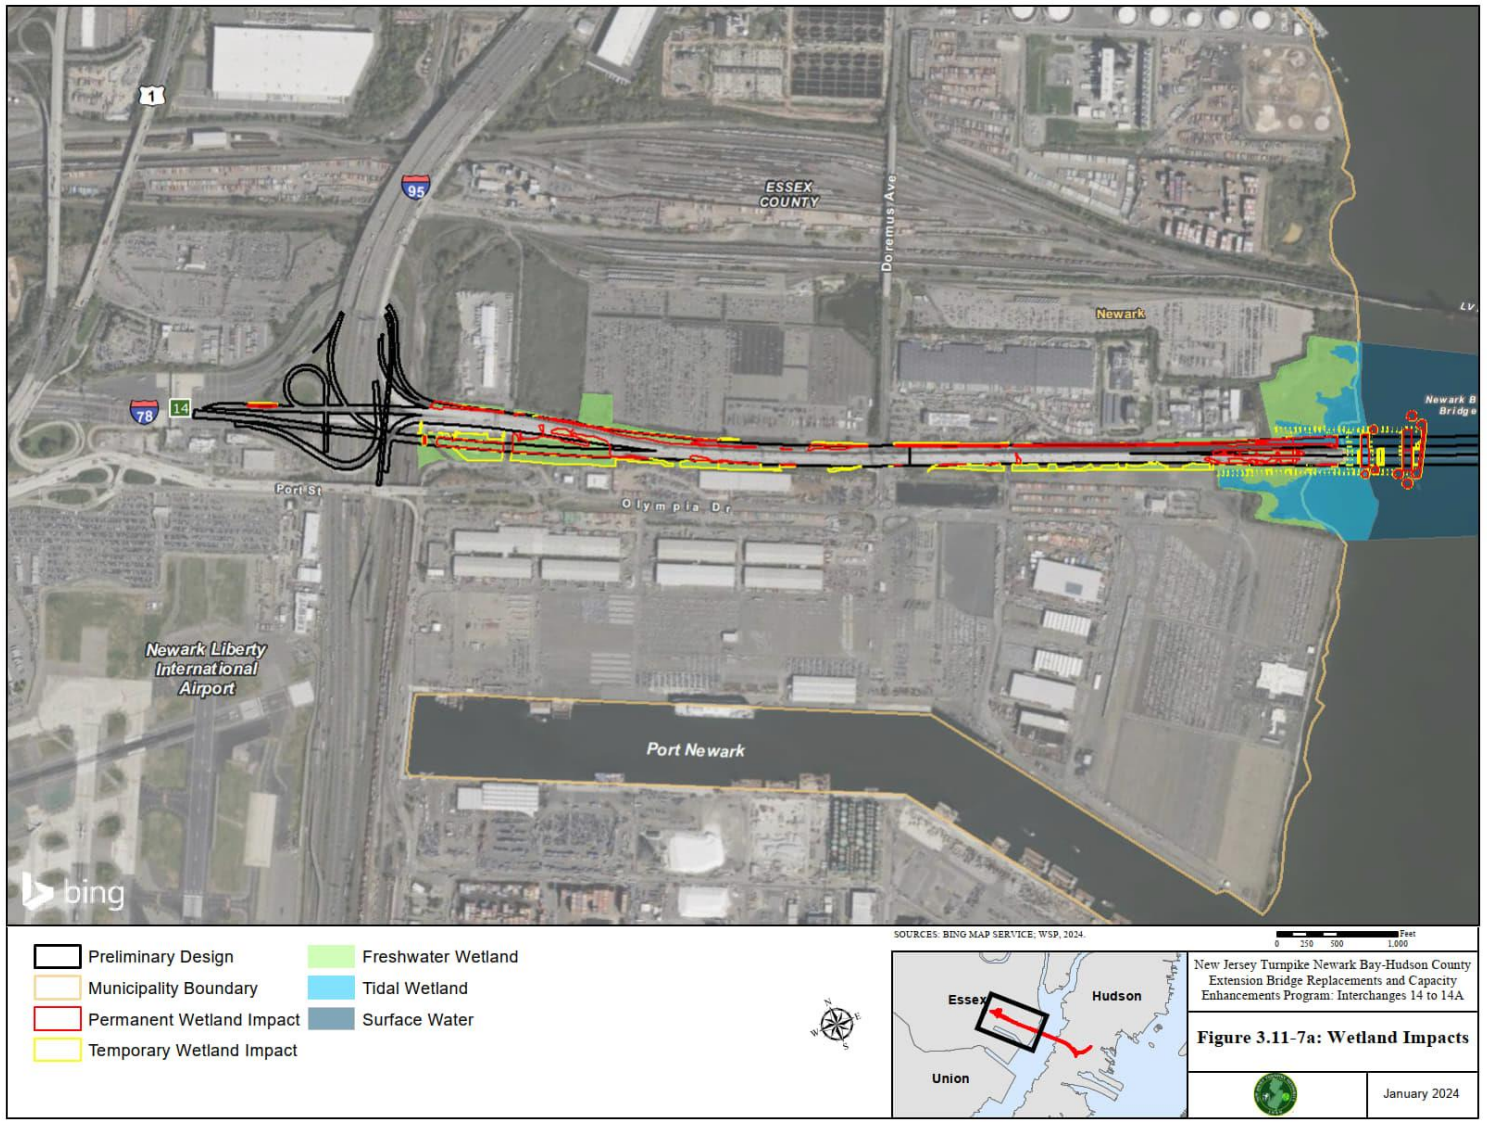 1
95
ESSEX
COUNTY
Doremus Ave
LV
Newark
Newark B
Bridge
78
14
Port St
Olympia Dr
Newark Liberty
International
Airport
Port Newark
bing
Preliminary Design
Municipality Boundary
Permanent Wetland Impact
Temporary Wetland Impact
Freshwater Wetland
Tidal Wetland
Surface Water
N
E
S
W
SOURCES: BING MAP SERVICE; WSP, 2024.
Feet
0 250 500 1,000
Essex
Hudson
Union
New Jersey Turnpike Newark Bay-Hudson County
Extension Bridge Replacements and Capacity
Enhancements Program: Interchanges 14 to 14A
Figure 3.11-7a: Wetland Impacts
January 2024